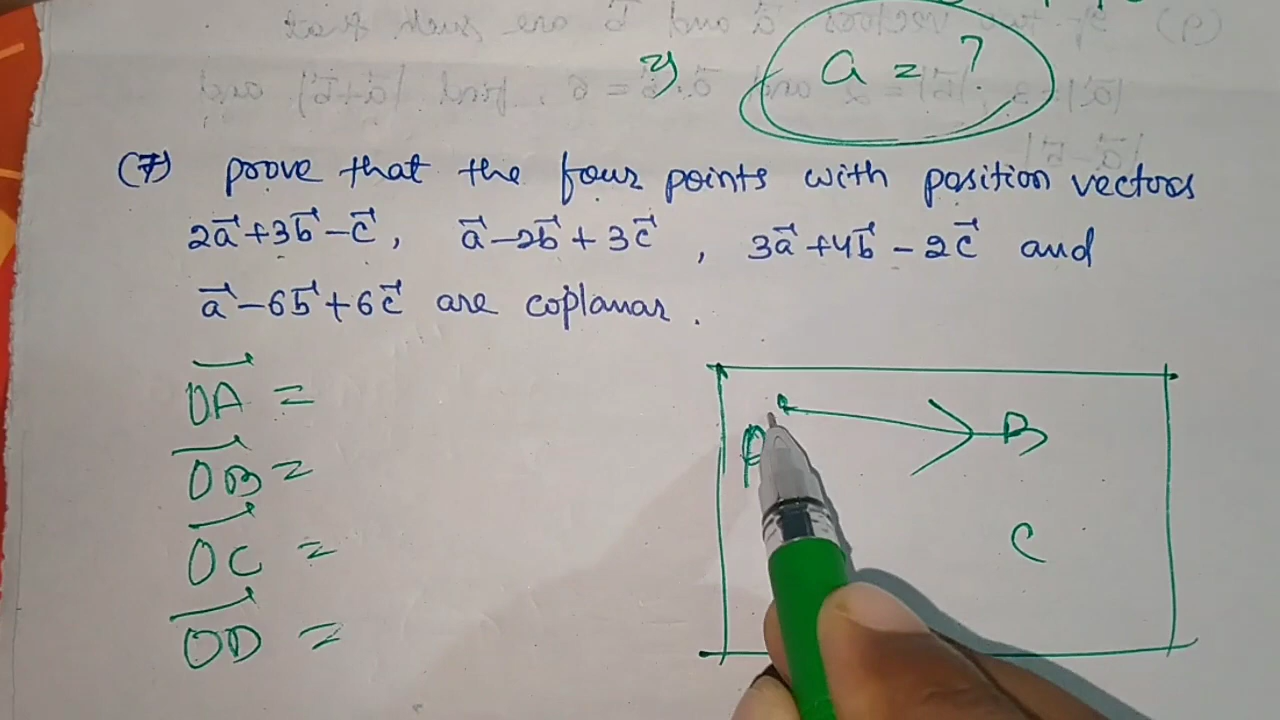 ⇒ a = ?
(7) prove that the four points with position vectors
2a⃗+3b⃗-c⃗, a⃗-2b⃗+3c⃗, 3a⃗+4b⃗-2c⃗ and
a⃗-6b⃗+6c⃗ are coplanar.
OA⃗ =
OB⃗ =
OC⃗ =
OD⃗ =
B
C